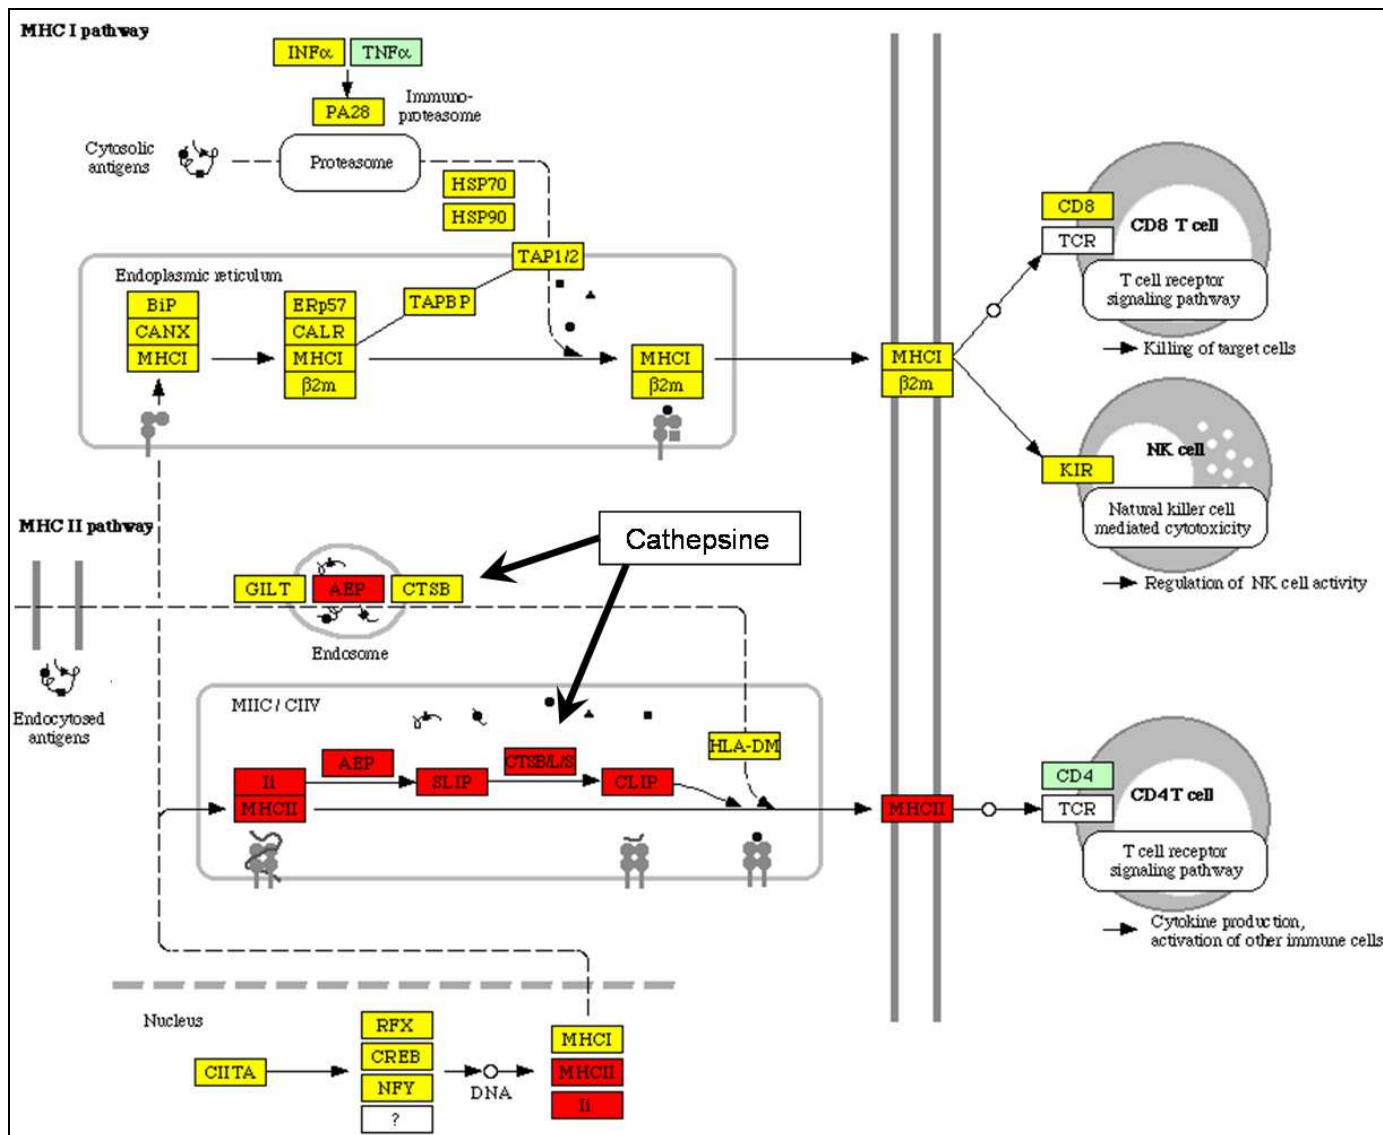 MHC I pathway
INFα
TNFα
PA28
Immuno-
proteasome
Cytosolic
antigens
Proteasome
HSP70
HSP90
TAP1/2
Endoplasmic reticulum
TAPBP
BiP
CANX
MHCI
ERp57
CALR
MHCI
β2m
MHCI
β2m
MHCI
β2m
CD8
TCR
CD8 T cell
T cell receptor
signaling pathway
Killing of target cells
KIR
NK cell
Natural killer cell
mediated cytotoxicity
Regulation of NK cell activity
MHC II pathway
Cathepsine
GILT
AEP
CTSB
Endosome
Endocytosed
antigens
MIIC / CIIV
AEP
CTSB/L/S
HLA-DM
Ii
MHCII
SLIP
CLIP
MHCII
CD4
TCR
CD4 T cell
T cell receptor
signaling pathway
Cytokine production,
activation of other immune cells
Nucleus
CIITA
RFX
CREB
NFY
?
DNA
MHCI
MHCII
Ii